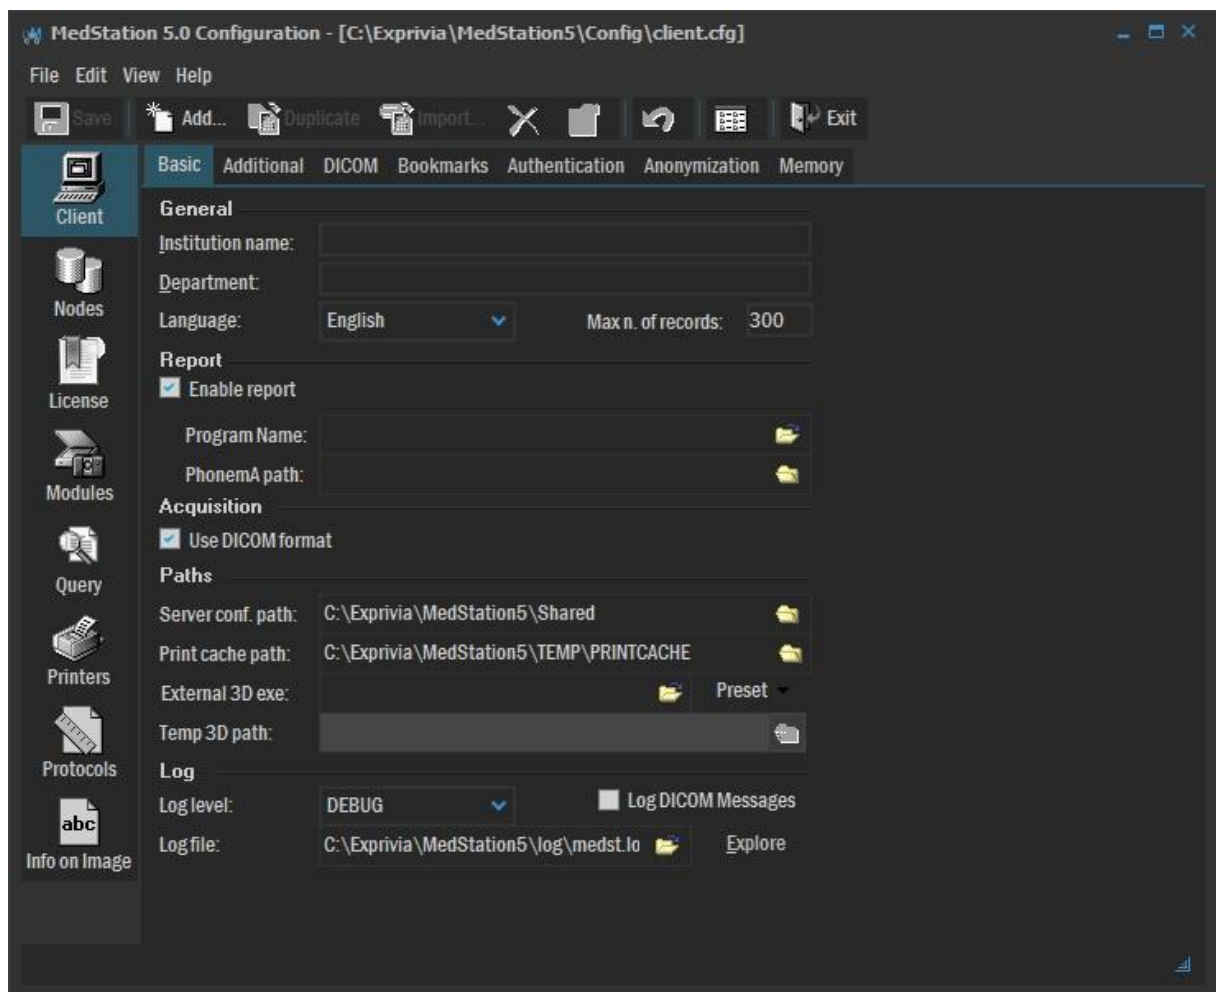 MedStation 5.0 Configuration - [C:\Exprivia\MedStation5\Config\client.cfg]
File Edit View Help
Save Add... Duplicate Import... Exit
Basic Additional DICOM Bookmarks Authentication Anonymization Memory
Client
Nodes
License
Modules
Query
Printers
Protocols
abc
Info on Image
General
Institution name:
Department:
Language: English Max n. of records: 300
Report
Enable report
Program Name:
PhonemA path:
Acquisition
Use DICOM format
Paths
Server conf. path: C:\Exprivia\MedStation5\Shared
Print cache path: C:\Exprivia\MedStation5\TEMP\PRINTCACHE
External 3D exe: Preset
Temp 3D path:
Log
Log level: DEBUG Log DICOM Messages
Log file: C:\Exprivia\MedStation5\log\medst.lo Explore